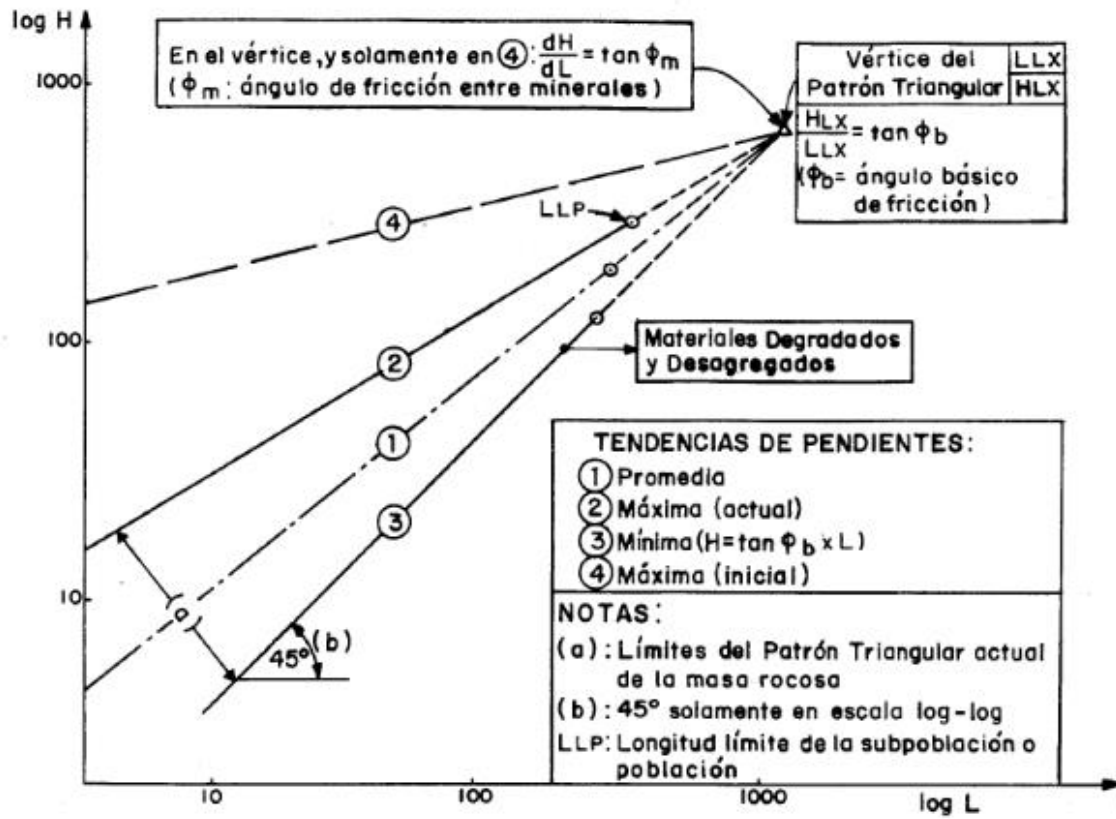 log H
1000
100
10
En el vértice, y solamente en ④: dH/dL = tan ϕm
(ϕm: ángulo de fricción entre minerales)
Vértice del LLX
Patrón Triangular HLX
HLX/LLX = tan ϕb
(ϕb= ángulo básico
de fricción)
④
LLP
②
①
③
Materiales Degradados
y Desagregados
(a)
45°
(b)
TENDENCIAS DE PENDIENTES:
① Promedia
② Máxima (actual)
③ Mínima (H=tan ϕb x L)
④ Máxima (inicial)
NOTAS:
(a): Límites del Patrón Triangular actual
de la masa rocosa
(b): 45° solamente en escala log-log
LLP: Longitud límite de la subpoblación o
población
10
100
1000
log L